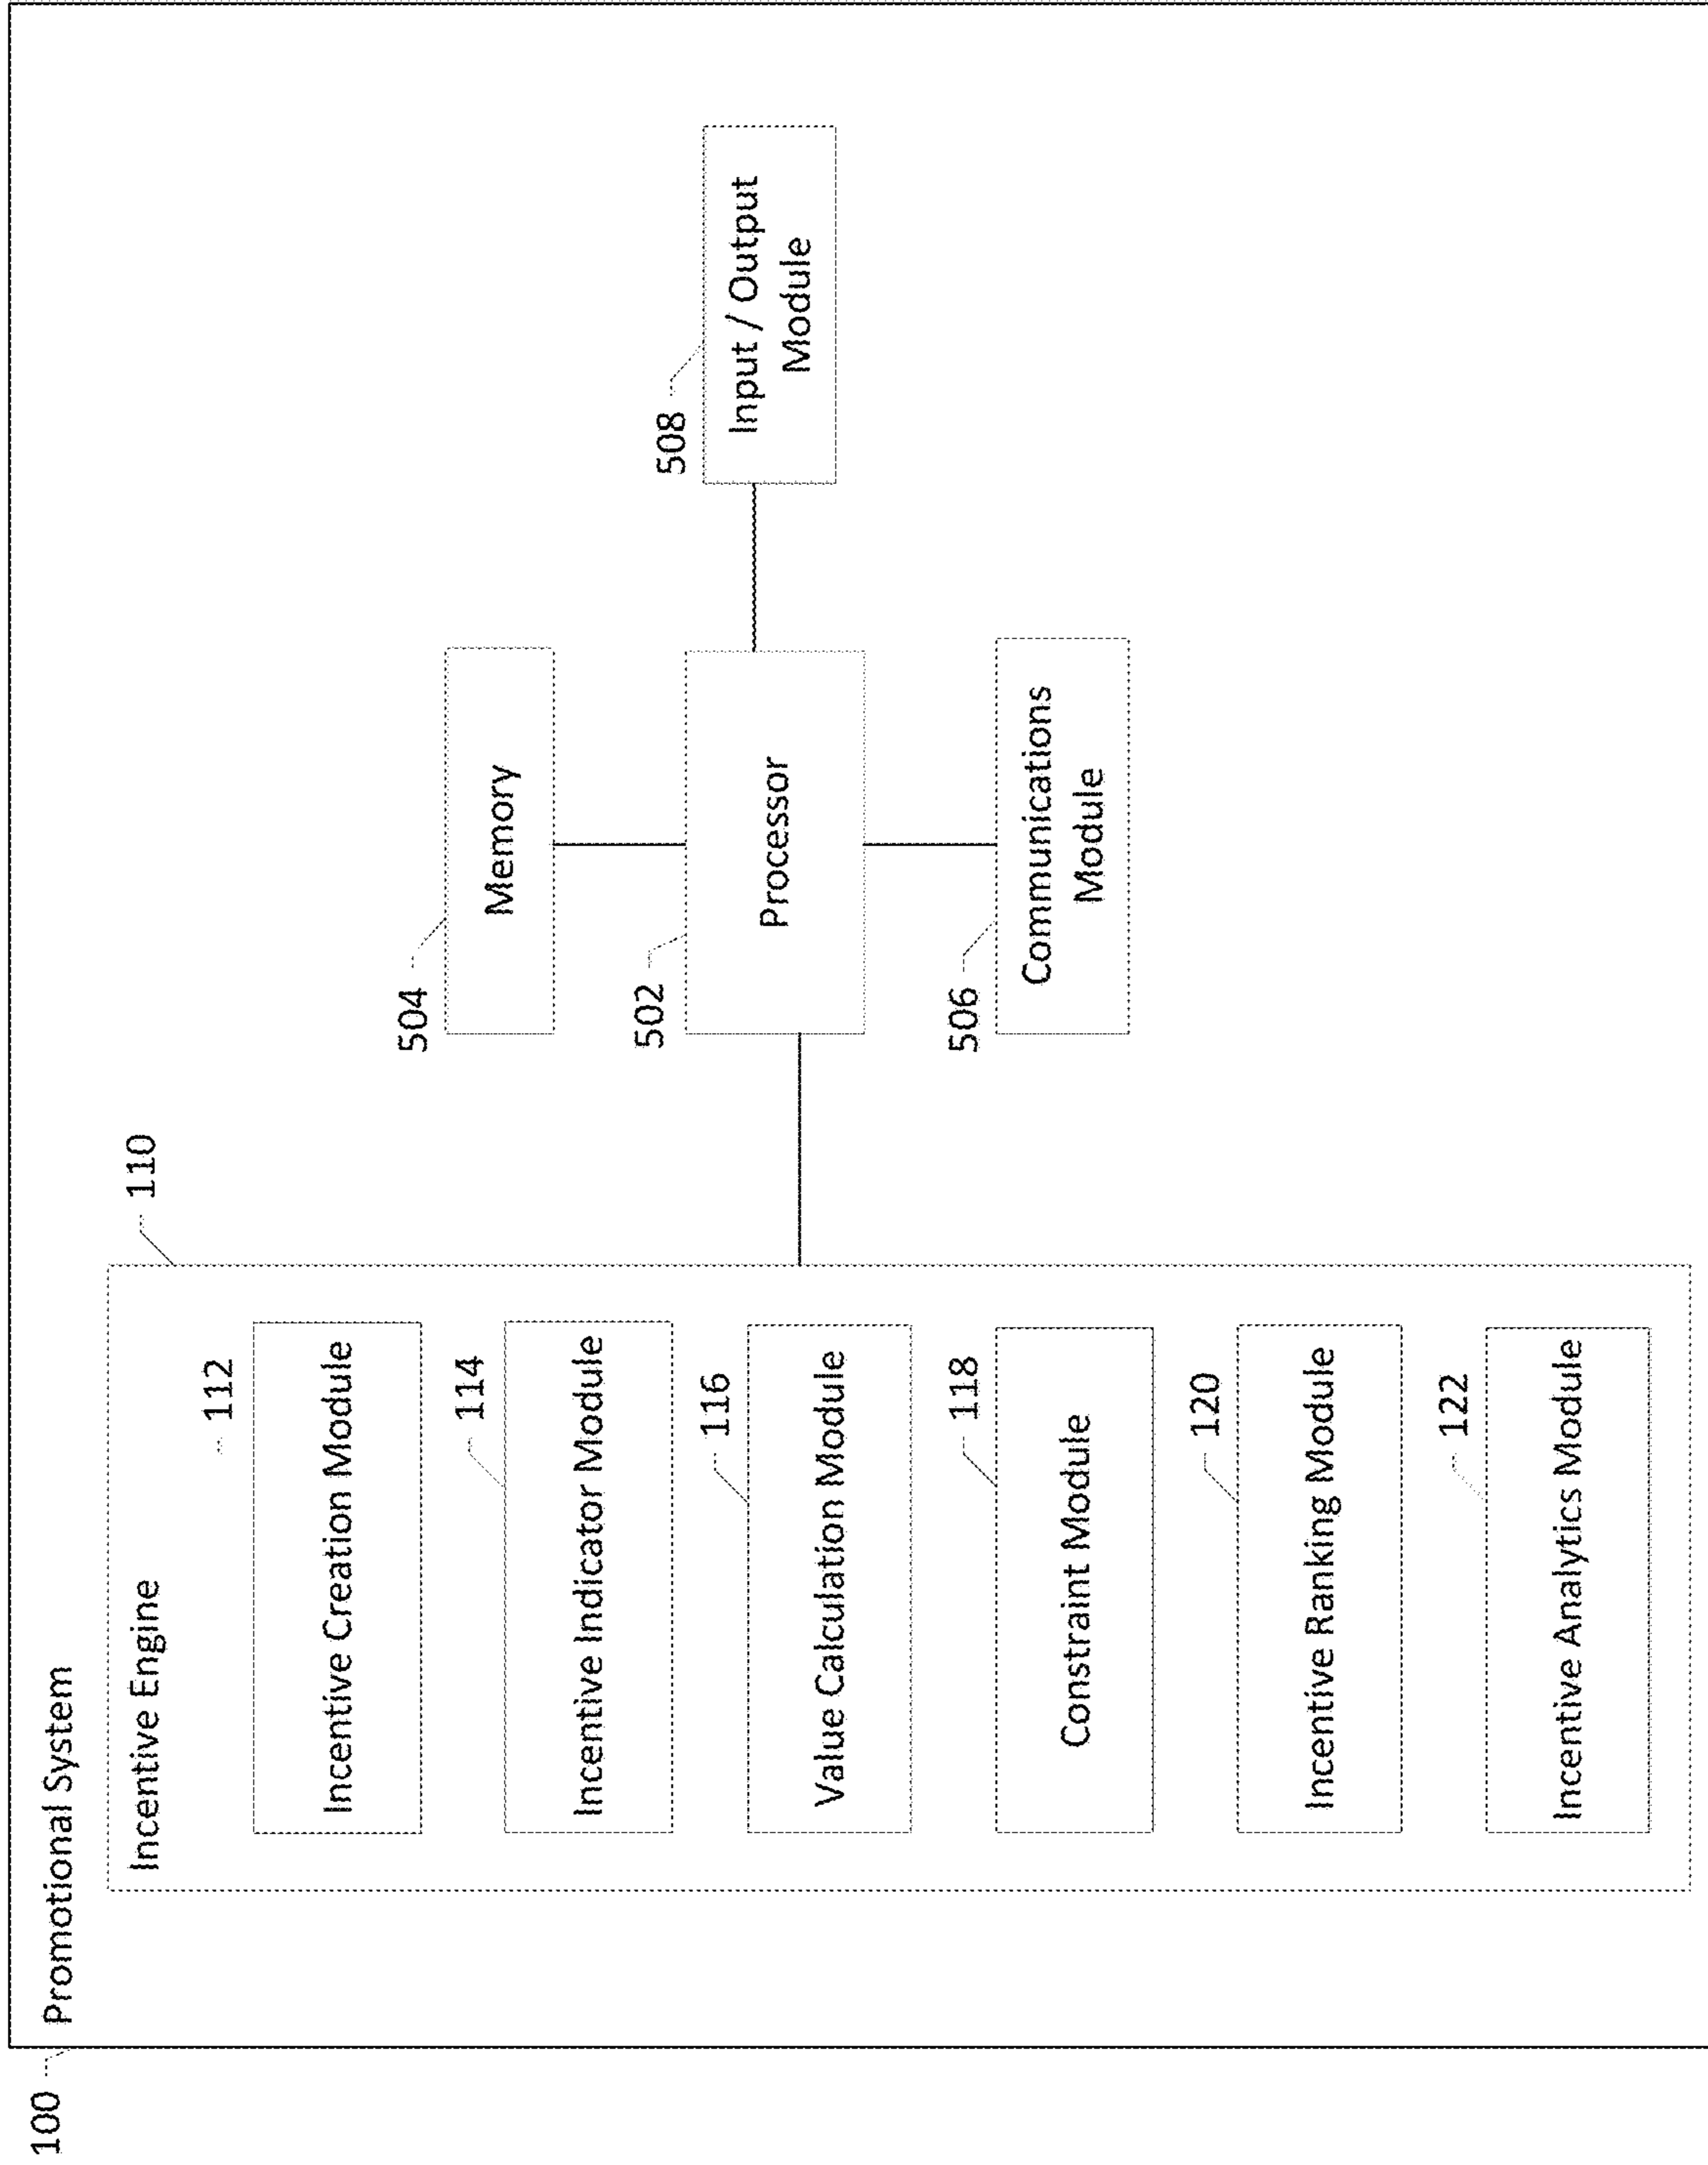 100
Promotional System
Incentive Engine
110
112
Incentive Creation Module
114
Incentive Indicator Module
116
Value Calculation Module
118
Constraint Module
120
Incentive Ranking Module
122
Incentive Analytics Module
504
Memory
502
Processor
506
Communications
Module
508
Input / Output
Module